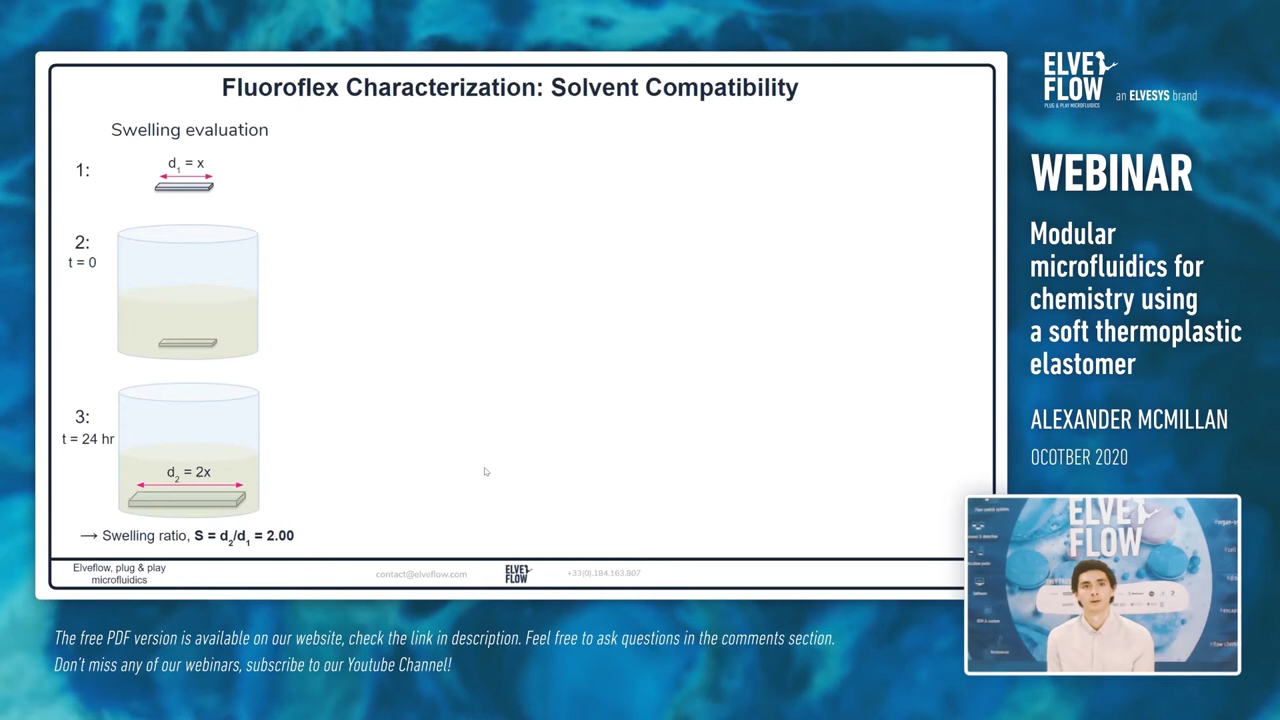 Fluoroflex Characterization: Solvent Compatibility
Swelling evaluation
1:
d1 = x
2:
t = 0
3:
t = 24 hr
d2 = 2x
→ Swelling ratio, S = d2/d1 = 2.00
Elveflow, plug & play
microfluidics
contact@elveflow.com
ELVE
FLOW
+33(0).184.163.807
ELVE
FLOW
PLUG & PLAY MICROFLUIDICS
an ELVESYS brand
WEBINAR
Modular
microfluidics for
chemistry using
a soft thermoplastic
elastomer
ALEXANDER MCMILLAN
OCOTBER 2020
ELVE
FLOW
The free PDF version is available on our website, check the link in description. Feel free to ask questions in the comments section.
Don't miss any of our webinars, subscribe to our Youtube Channel!